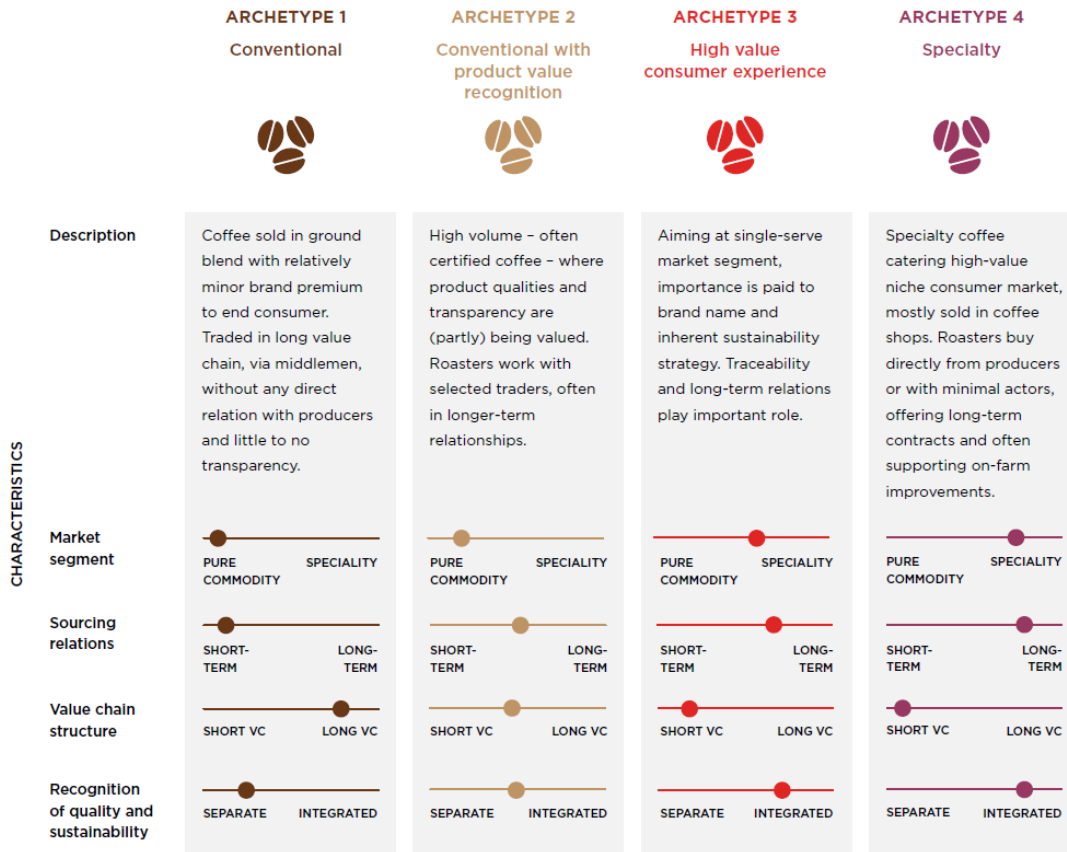 ARCHETYPE 1
Conventional
ARCHETYPE 2
Conventional with
product value
recognition
ARCHETYPE 3
High value
consumer experience
ARCHETYPE 4
Specialty
CHARACTERISTICS
Description
Coffee sold in ground
blend with relatively
minor brand premium
to end consumer.
Traded in long value
chain, via middlemen,
without any direct
relation with producers
and little to no
transparency.
High volume – often
certified coffee – where
product qualities and
transparency are
(partly) being valued.
Roasters work with
selected traders, often
in longer-term
relationships.
Aiming at single-serve
market segment,
importance is paid to
brand name and
inherent sustainability
strategy. Traceability
and long-term relations
play important role.
Specialty coffee
catering high-value
niche consumer market,
mostly sold in coffee
shops. Roasters buy
directly from producers
or with minimal actors,
offering long-term
contracts and often
supporting on-farm
improvements.
Market
segment
PURE
COMMODITY
SPECIALITY
PURE
COMMODITY
SPECIALITY
PURE
COMMODITY
SPECIALITY
PURE
COMMODITY
SPECIALITY
Sourcing
relations
SHORT-
TERM
LONG-
TERM
SHORT-
TERM
LONG-
TERM
SHORT-
TERM
LONG-
TERM
SHORT-
TERM
LONG-
TERM
Value chain
structure
SHORT VC
LONG VC
SHORT VC
LONG VC
SHORT VC
LONG VC
SHORT VC
LONG VC
Recognition
of quality and
sustainability
SEPARATE
INTEGRATED
SEPARATE
INTEGRATED
SEPARATE
INTEGRATED
SEPARATE
INTEGRATED